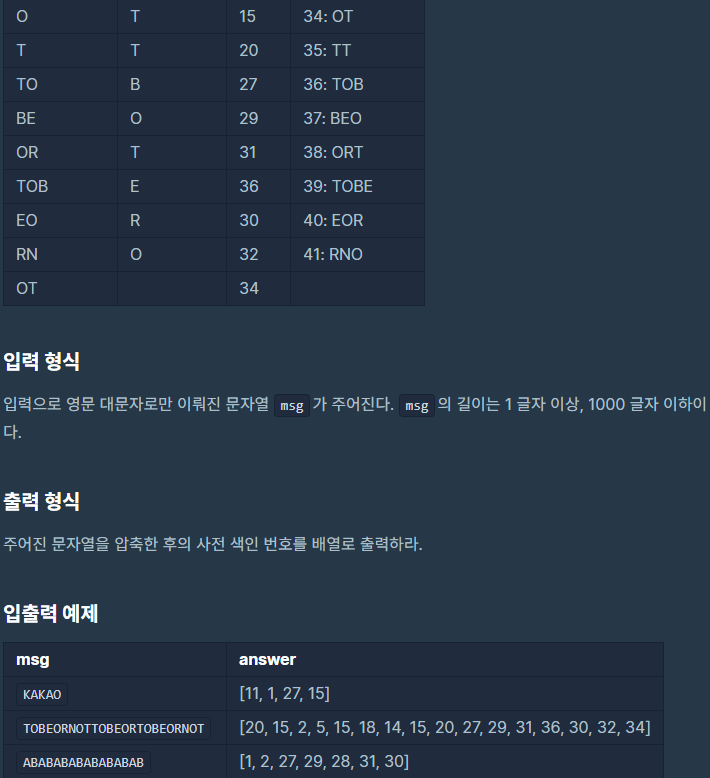 O T 15 34: OT
T T 20 35: TT
TO B 27 36: TOB
BE O 29 37: BEO
OR T 31 38: ORT
TOB E 36 39: TOBE
EO R 30 40: EOR
RN O 32 41: RNO
OT 34
입력 형식
입력으로 영문 대문자로만 이뤄진 문자열 msg 가 주어진다. msg 의 길이는 1 글자 이상, 1000 글자 이하이
다.
출력 형식
주어진 문자열을 압축한 후의 사전 색인 번호를 배열로 출력하라.
입출력 예제
msg answer
KAKAO [11, 1, 27, 15]
TOBEORNOTTOBEORTOBEORNOT [20, 15, 2, 5, 15, 18, 14, 15, 20, 27, 29, 31, 36, 30, 32, 34]
ABABABABABABABAB [1, 2, 27, 29, 28, 31, 30]